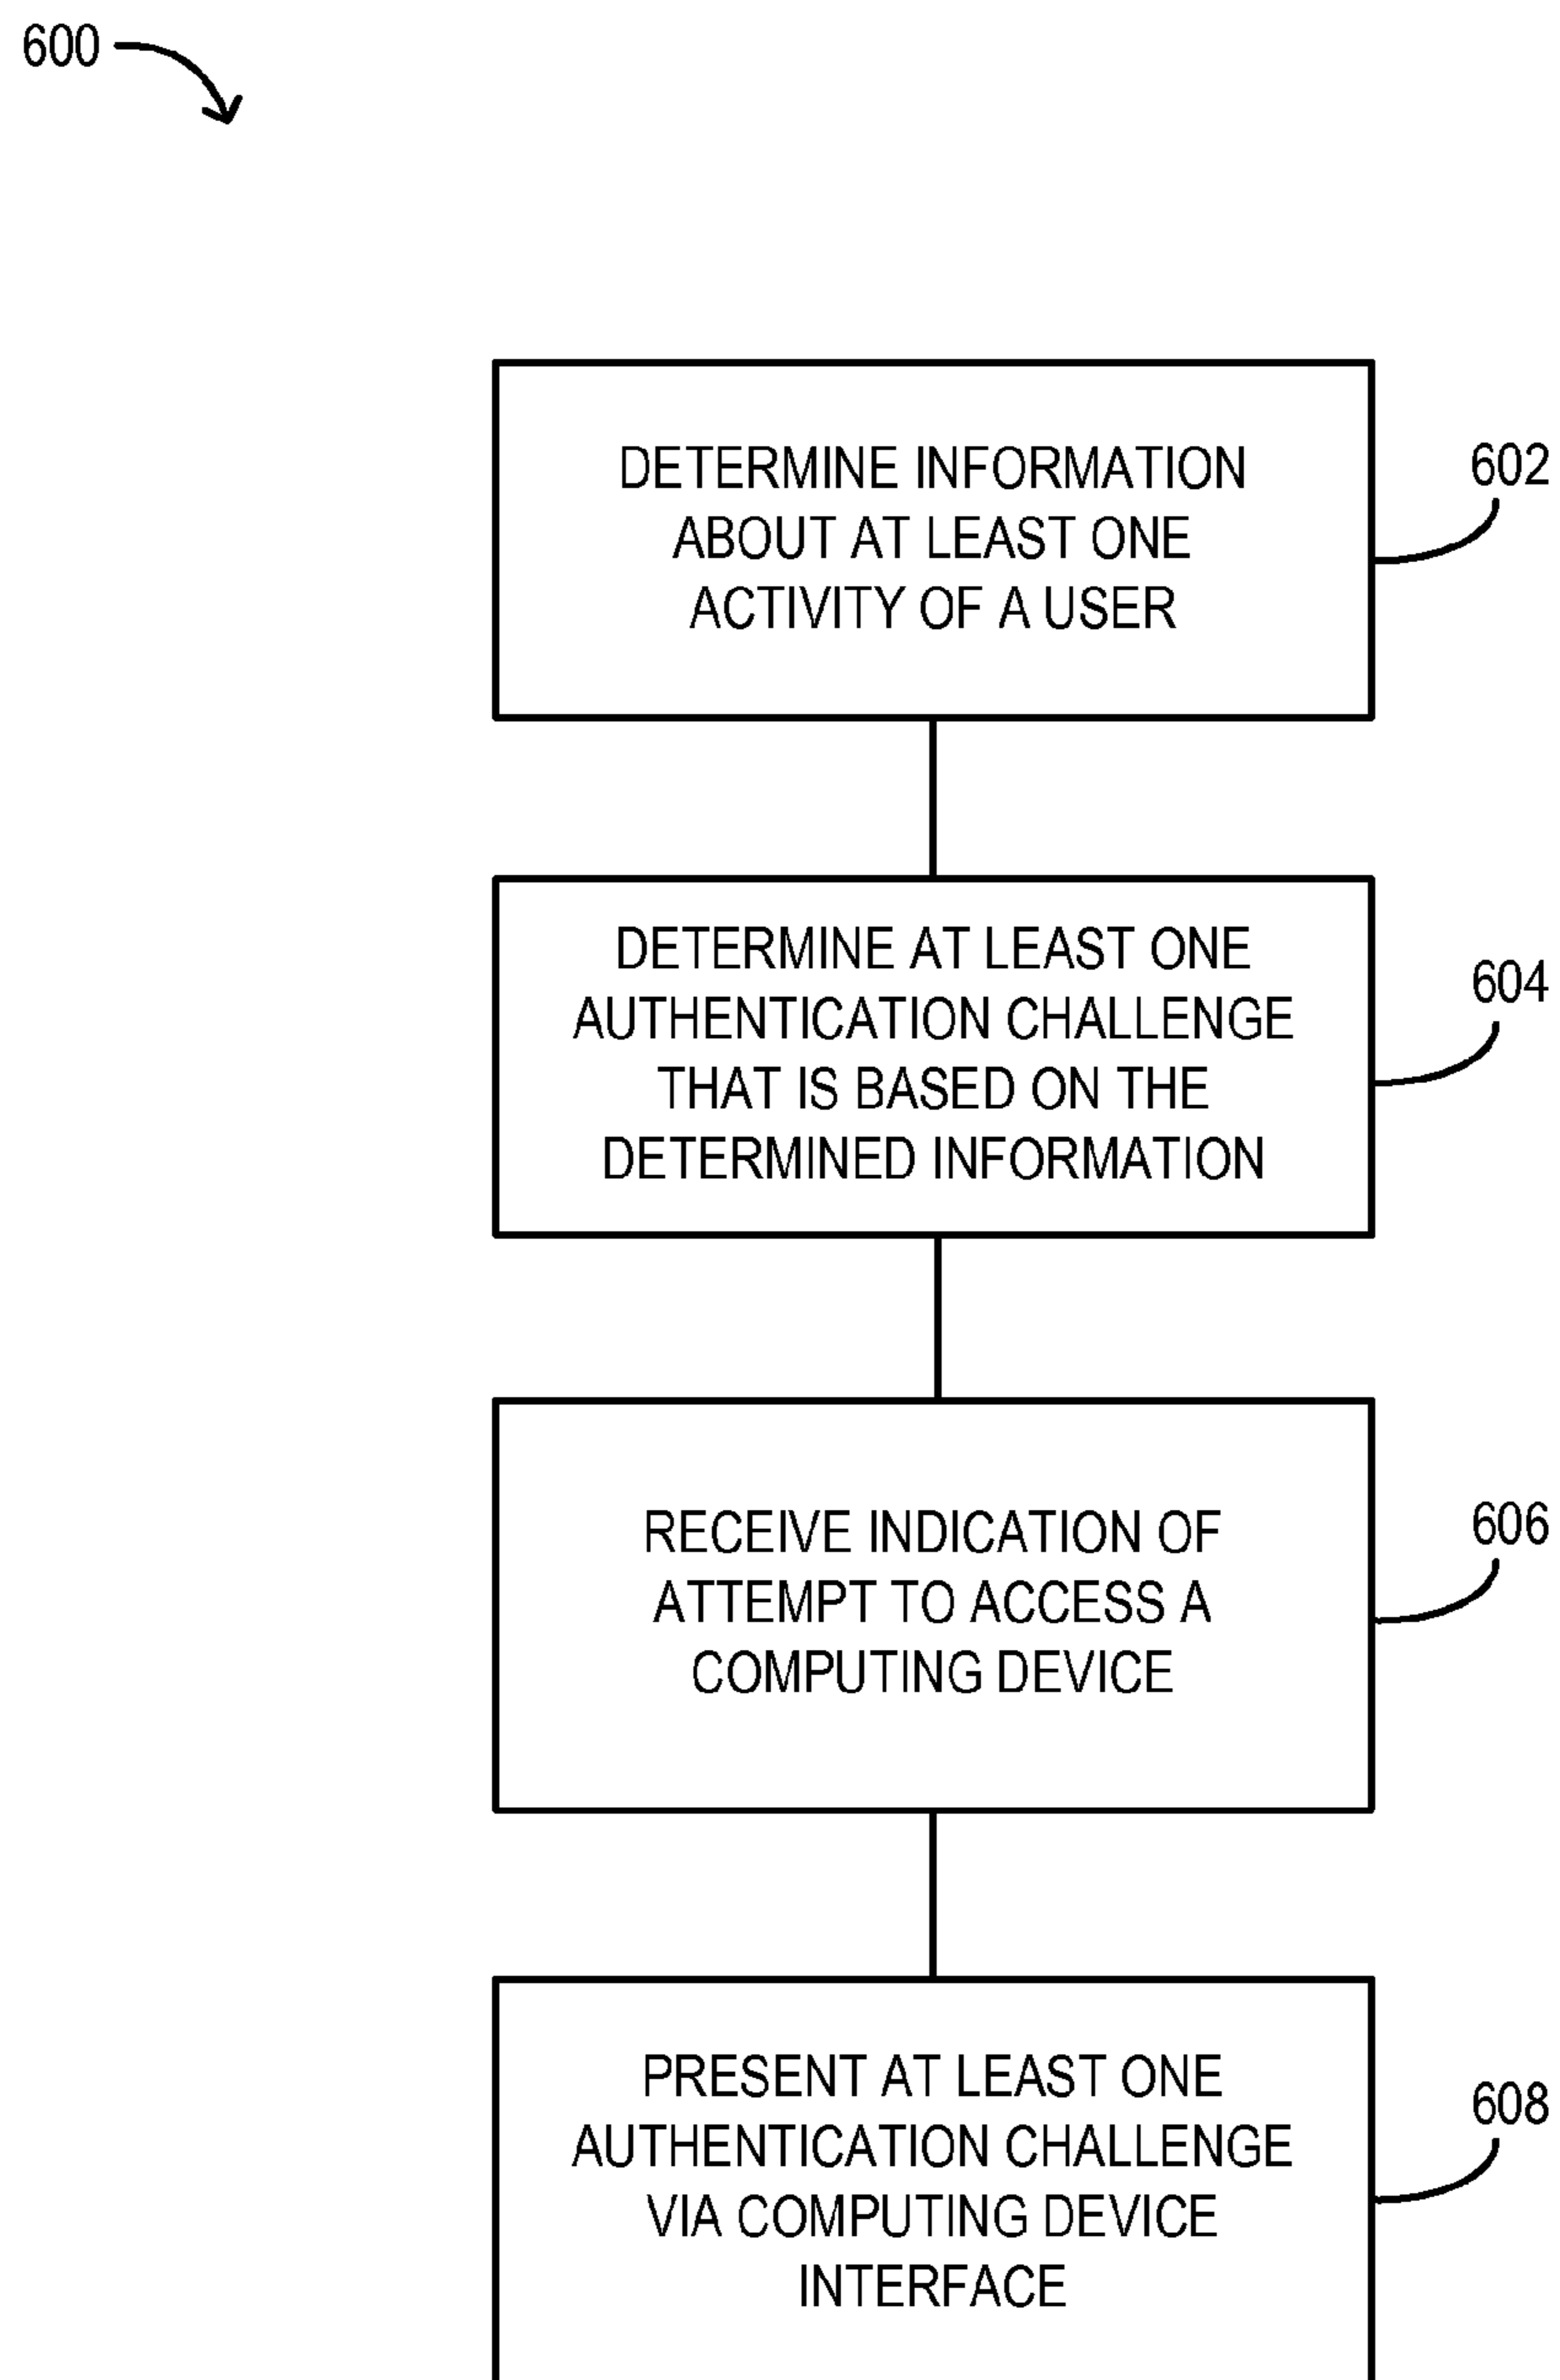 600
DETERMINE INFORMATION
ABOUT AT LEAST ONE
ACTIVITY OF A USER
602
DETERMINE AT LEAST ONE
AUTHENTICATION CHALLENGE
THAT IS BASED ON THE
DETERMINED INFORMATION
604
RECEIVE INDICATION OF
ATTEMPT TO ACCESS A
COMPUTING DEVICE
606
PRESENT AT LEAST ONE
AUTHENTICATION CHALLENGE
VIA COMPUTING DEVICE
INTERFACE
608